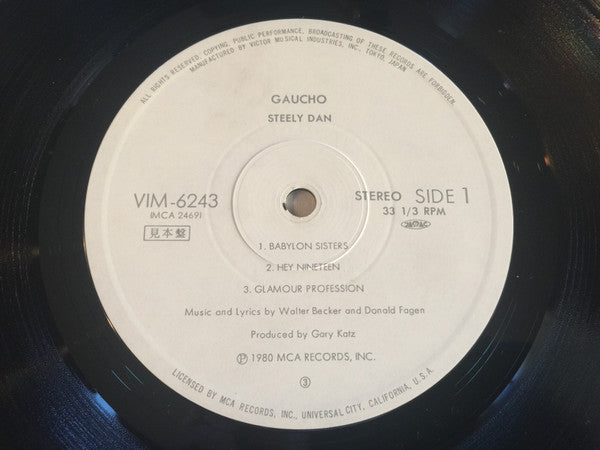 ALL RIGHTS RESERVED. COPYING, PUBLIC PERFORMANCE, BROADCASTING OF THESE RECORDS ARE FORBIDDEN.
MANUFACTURED BY VICTOR MUSICAL INDUSTRIES, INC. TOKYO, JAPAN
GAUCHO
STEELY DAN
VIM-6243
(MCA 2469)
見本盤
STEREO SIDE 1
33 1/3 RPM
1. BABYLON SISTERS
2. HEY NINETEEN
3. GLAMOUR PROFESSION
Music and Lyrics by Walter Becker and Donald Fagen
Produced by Gary Katz
Ⓟ 1980 MCA RECORDS, INC.
③
LICENSED BY MCA RECORDS, INC., UNIVERSAL CITY, CALIFORNIA, U.S.A.